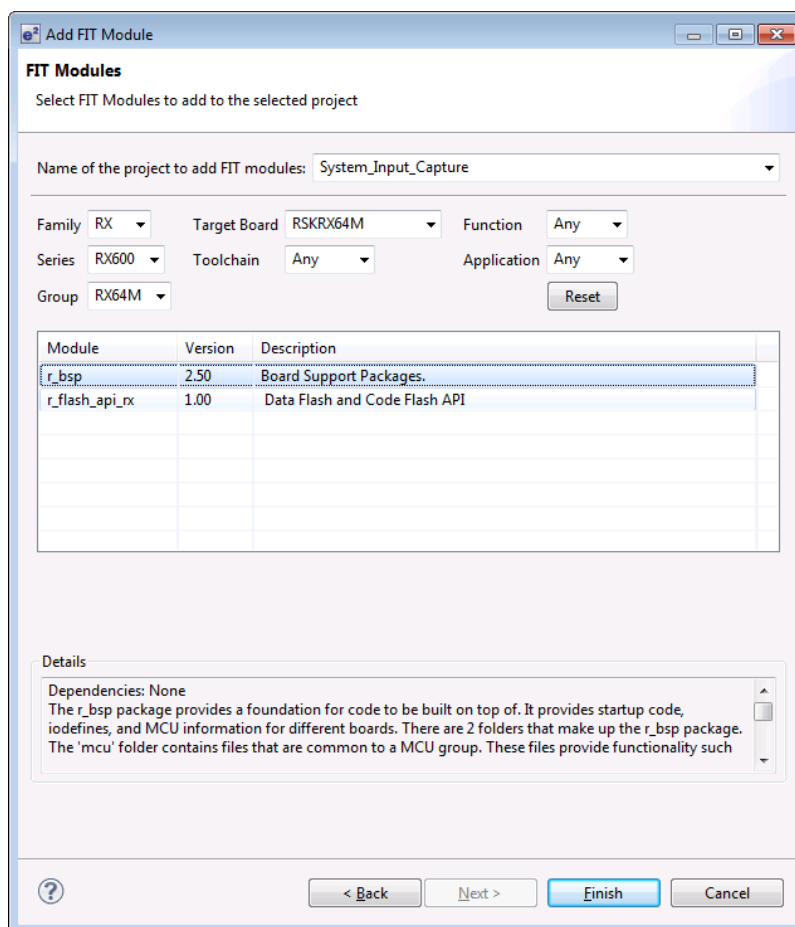 e² Add FIT Module
FIT Modules
Select FIT Modules to add to the selected project
Name of the project to add FIT modules: System_Input_Capture
Family RX Target Board RSKRX64M Function Any
Series RX600 Toolchain Any Application Any
Group RX64M Reset
Module Version Description
r_bsp 2.50 Board Support Packages.
r_flash_api_rx 1.00 Data Flash and Code Flash API
Details
Dependencies: None
The r_bsp package provides a foundation for code to be built on top of. It provides startup code,
iodefines, and MCU information for different boards. There are 2 folders that make up the r_bsp package.
The 'mcu' folder contains files that are common to a MCU group. These files provide functionality such
? < Back Next > Finish Cancel